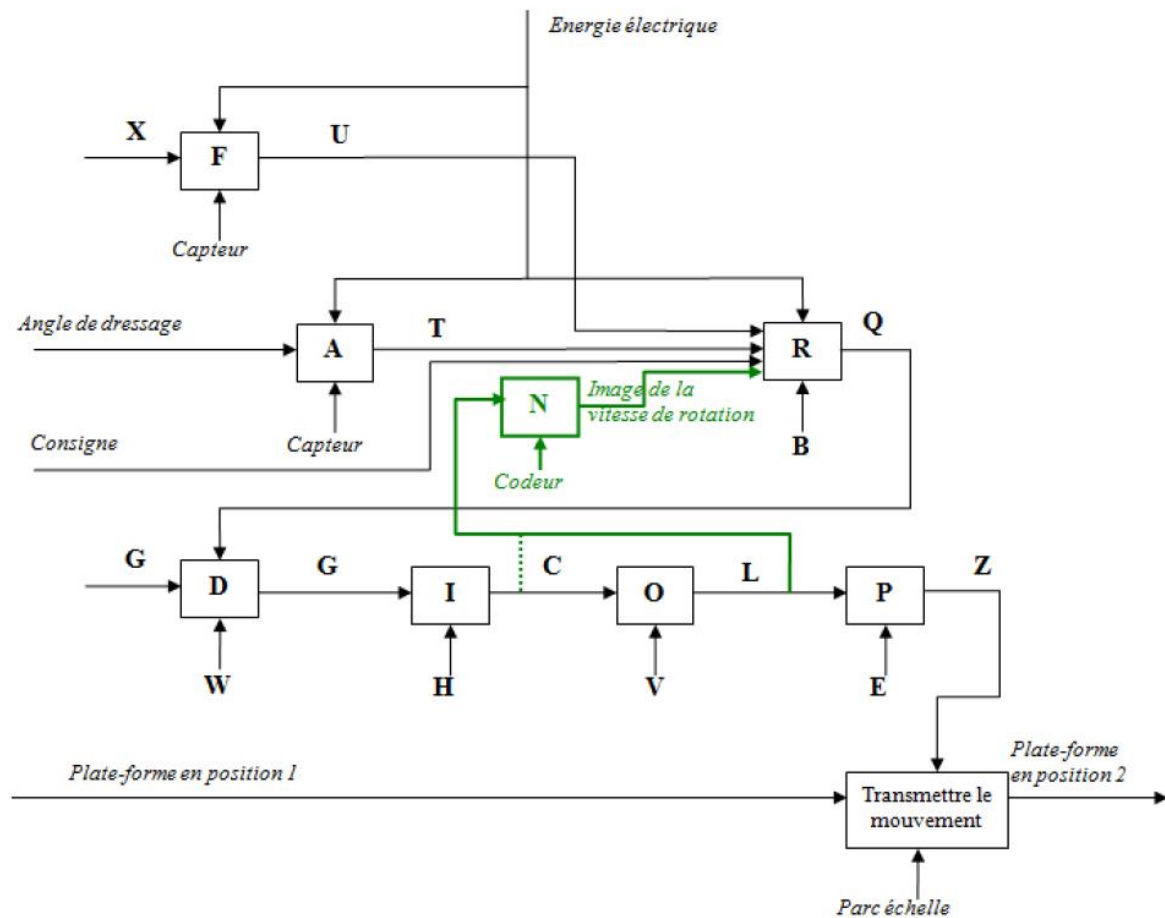 Energie électrique
X
U
F
Capteur
Angle de dressage
T
Q
A
R
Image de la
vitesse de rotation
N
Consigne
Capteur
B
Codeur
G
G
C
L
Z
D
I
O
P
W
H
V
E
Plate-forme en position 1
Plate-forme
en position 2
Transmettre le
mouvement
Parc échelle